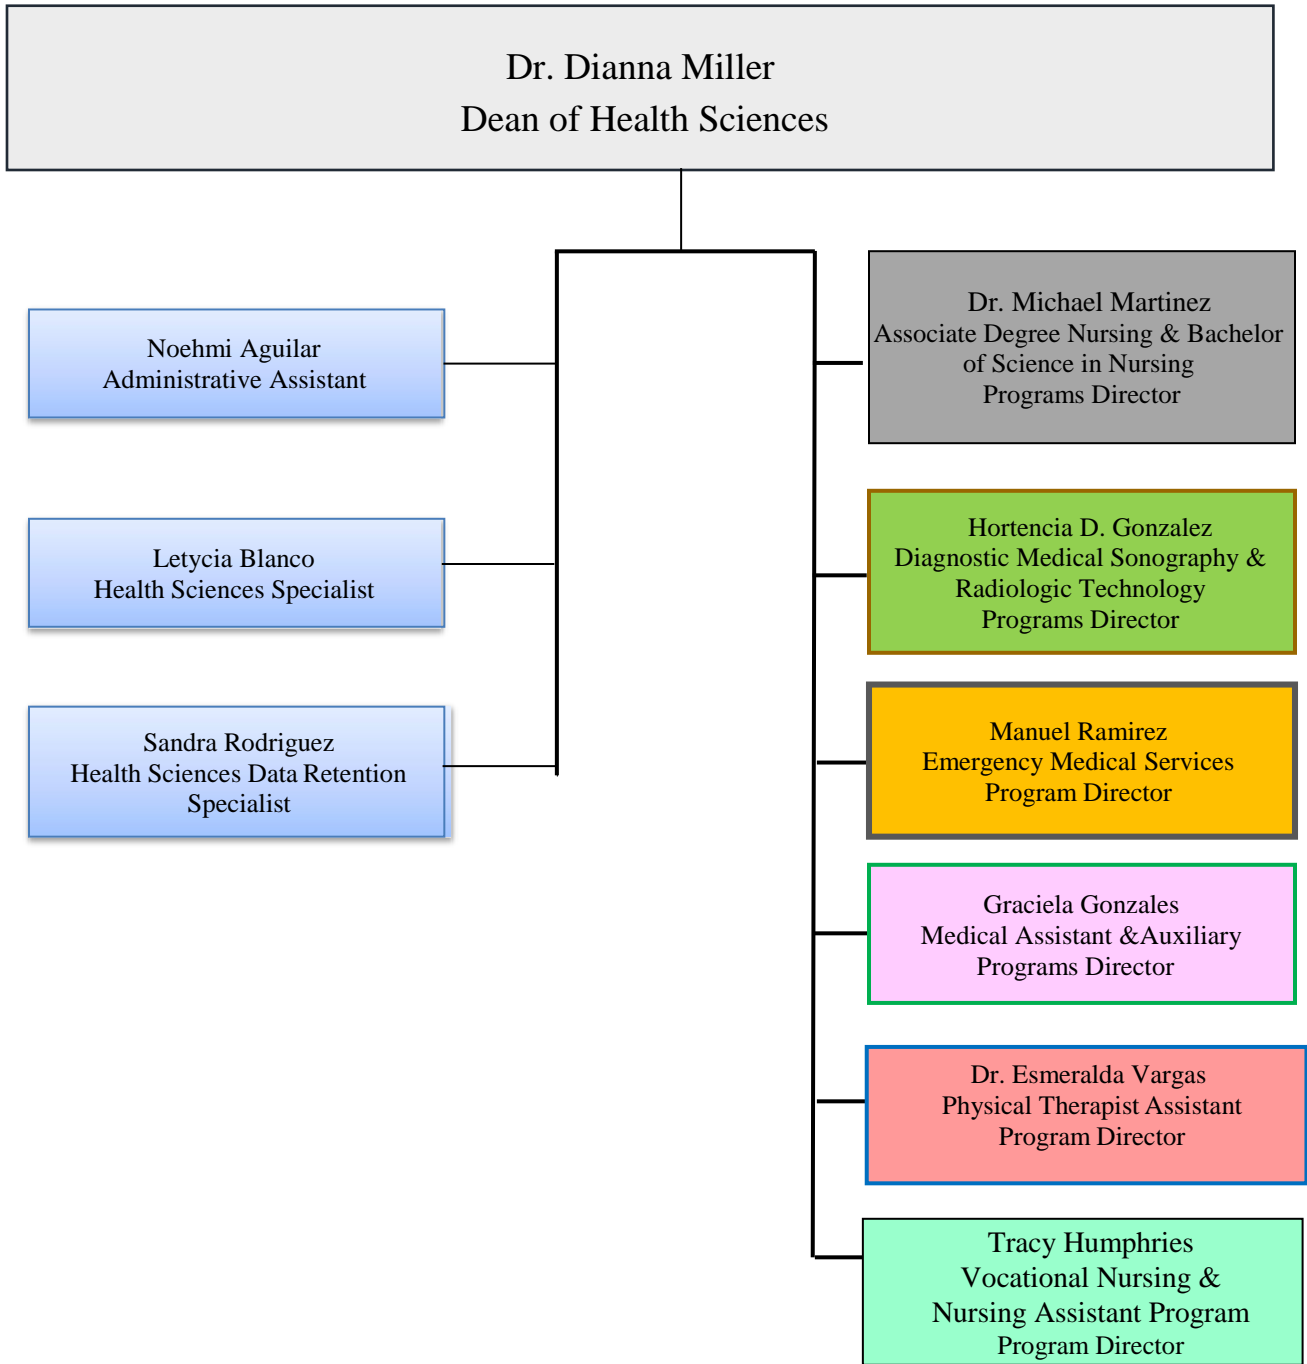 Dr. Dianna Miller
Dean of Health Sciences
Noehmi Aguilar
Administrative Assistant
Letycia Blanco
Health Sciences Specialist
Sandra Rodriguez
Health Sciences Data Retention
Specialist
Dr. Michael Martinez
Associate Degree Nursing & Bachelor
of Science in Nursing
Programs Director
Hortencia D. Gonzalez
Diagnostic Medical Sonography &
Radiologic Technology
Programs Director
Manuel Ramirez
Emergency Medical Services
Program Director
Graciela Gonzales
Medical Assistant &Auxiliary
Programs Director
Dr. Esmeralda Vargas
Physical Therapist Assistant
Program Director
Tracy Humphries
Vocational Nursing &
Nursing Assistant Program
Program Director